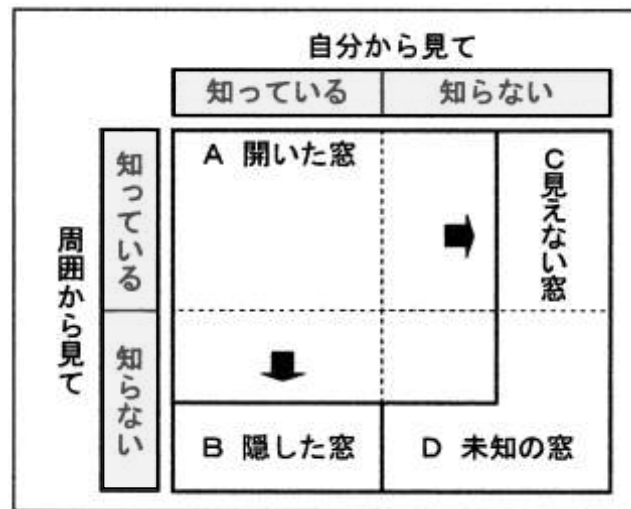 自分から見て
知っている
知らない
周囲から見て
知っている
知らない
A 開いた窓
C見えない窓
B 隠した窓
D 未知の窓